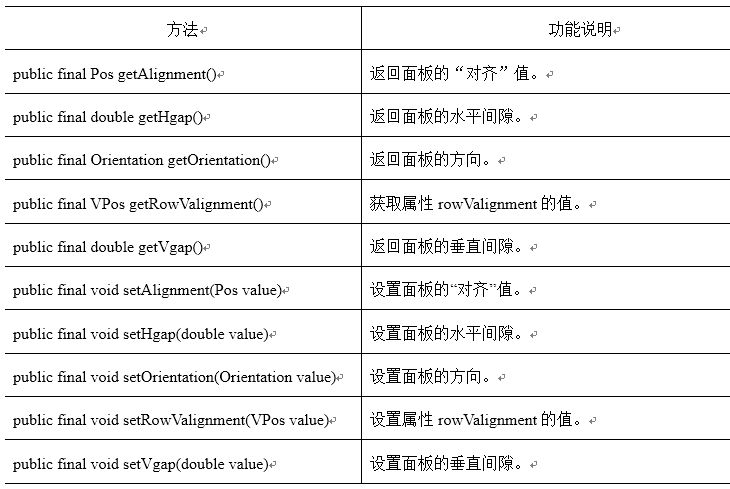 方法 功能说明
public final Pos getAlignment() 返回面板的“对齐”值。
public final double getHgap() 返回面板的水平间隙。
public final Orientation getOrientation() 返回面板的方向。
public final VPos getRowValignment() 获取属性 rowValignment 的值。
public final double getVgap() 返回面板的垂直间隙。
public final void setAlignment(Pos value) 设置面板的“对齐”值。
public final void setHgap(double value) 设置面板的水平间隙。
public final void setOrientation(Orientation value) 设置面板的方向。
public final void setRowValignment(VPos value) 设置属性 rowValignment 的值。
public final void setVgap(double value) 设置面板的垂直间隙。